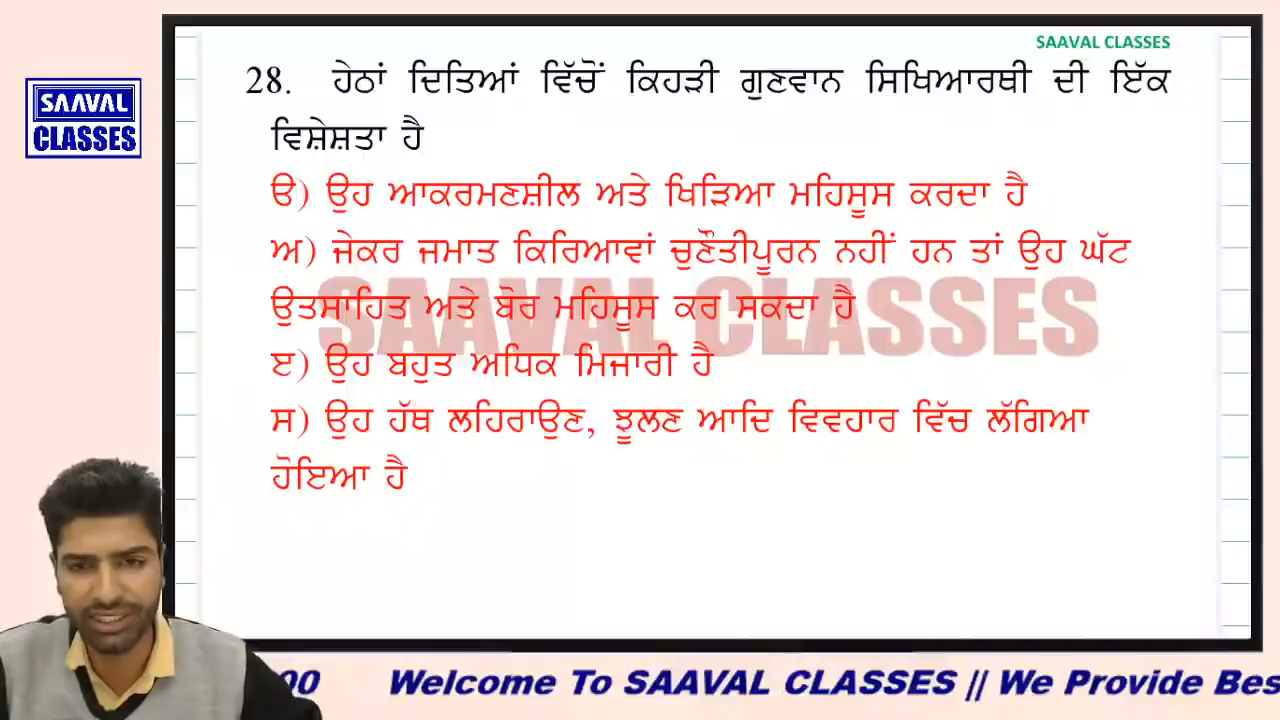 SAAVAL CLASSES
SAAVAL
CLASSES
28. ਹੇਠਾਂ ਦਿਤਿਆਂ ਵਿੱਚੋਂ ਕਿਹੜੀ ਗੁਣਵਾਨ ਸਿਖਿਆਰਥੀ ਦੀ ਇੱਕ
ਵਿਸ਼ੇਸ਼ਤਾ ਹੈ
ੳ) ਉਹ ਆਕਰਮਣਸ਼ੀਲ ਅਤੇ ਖਿੜਿਆ ਮਹਿਸੂਸ ਕਰਦਾ ਹੈ
ਅ) ਜੇਕਰ ਜਮਾਤ ਕਿਰਿਆਵਾਂ ਚੁਣੌਤੀਪੂਰਨ ਨਹੀਂ ਹਨ ਤਾਂ ਉਹ ਘੱਟ
ਉਤਸਾਹਿਤ ਅਤੇ ਬੋਰ ਮਹਿਸੂਸ ਕਰ ਸਕਦਾ ਹੈ
SAAVAL CLASSES
ੲ) ਉਹ ਬਹੁਤ ਅਧਿਕ ਮਿਜਾਰੀ ਹੈ
ਸ) ਉਹ ਹੱਥ ਲਹਿਰਾਉਣ, ਝੂਲਣ ਆਦਿ ਵਿਵਹਾਰ ਵਿੱਚ ਲੱਗਿਆ
ਹੋਇਆ ਹੈ
00 Welcome To SAAVAL CLASSES || We Provide Bes